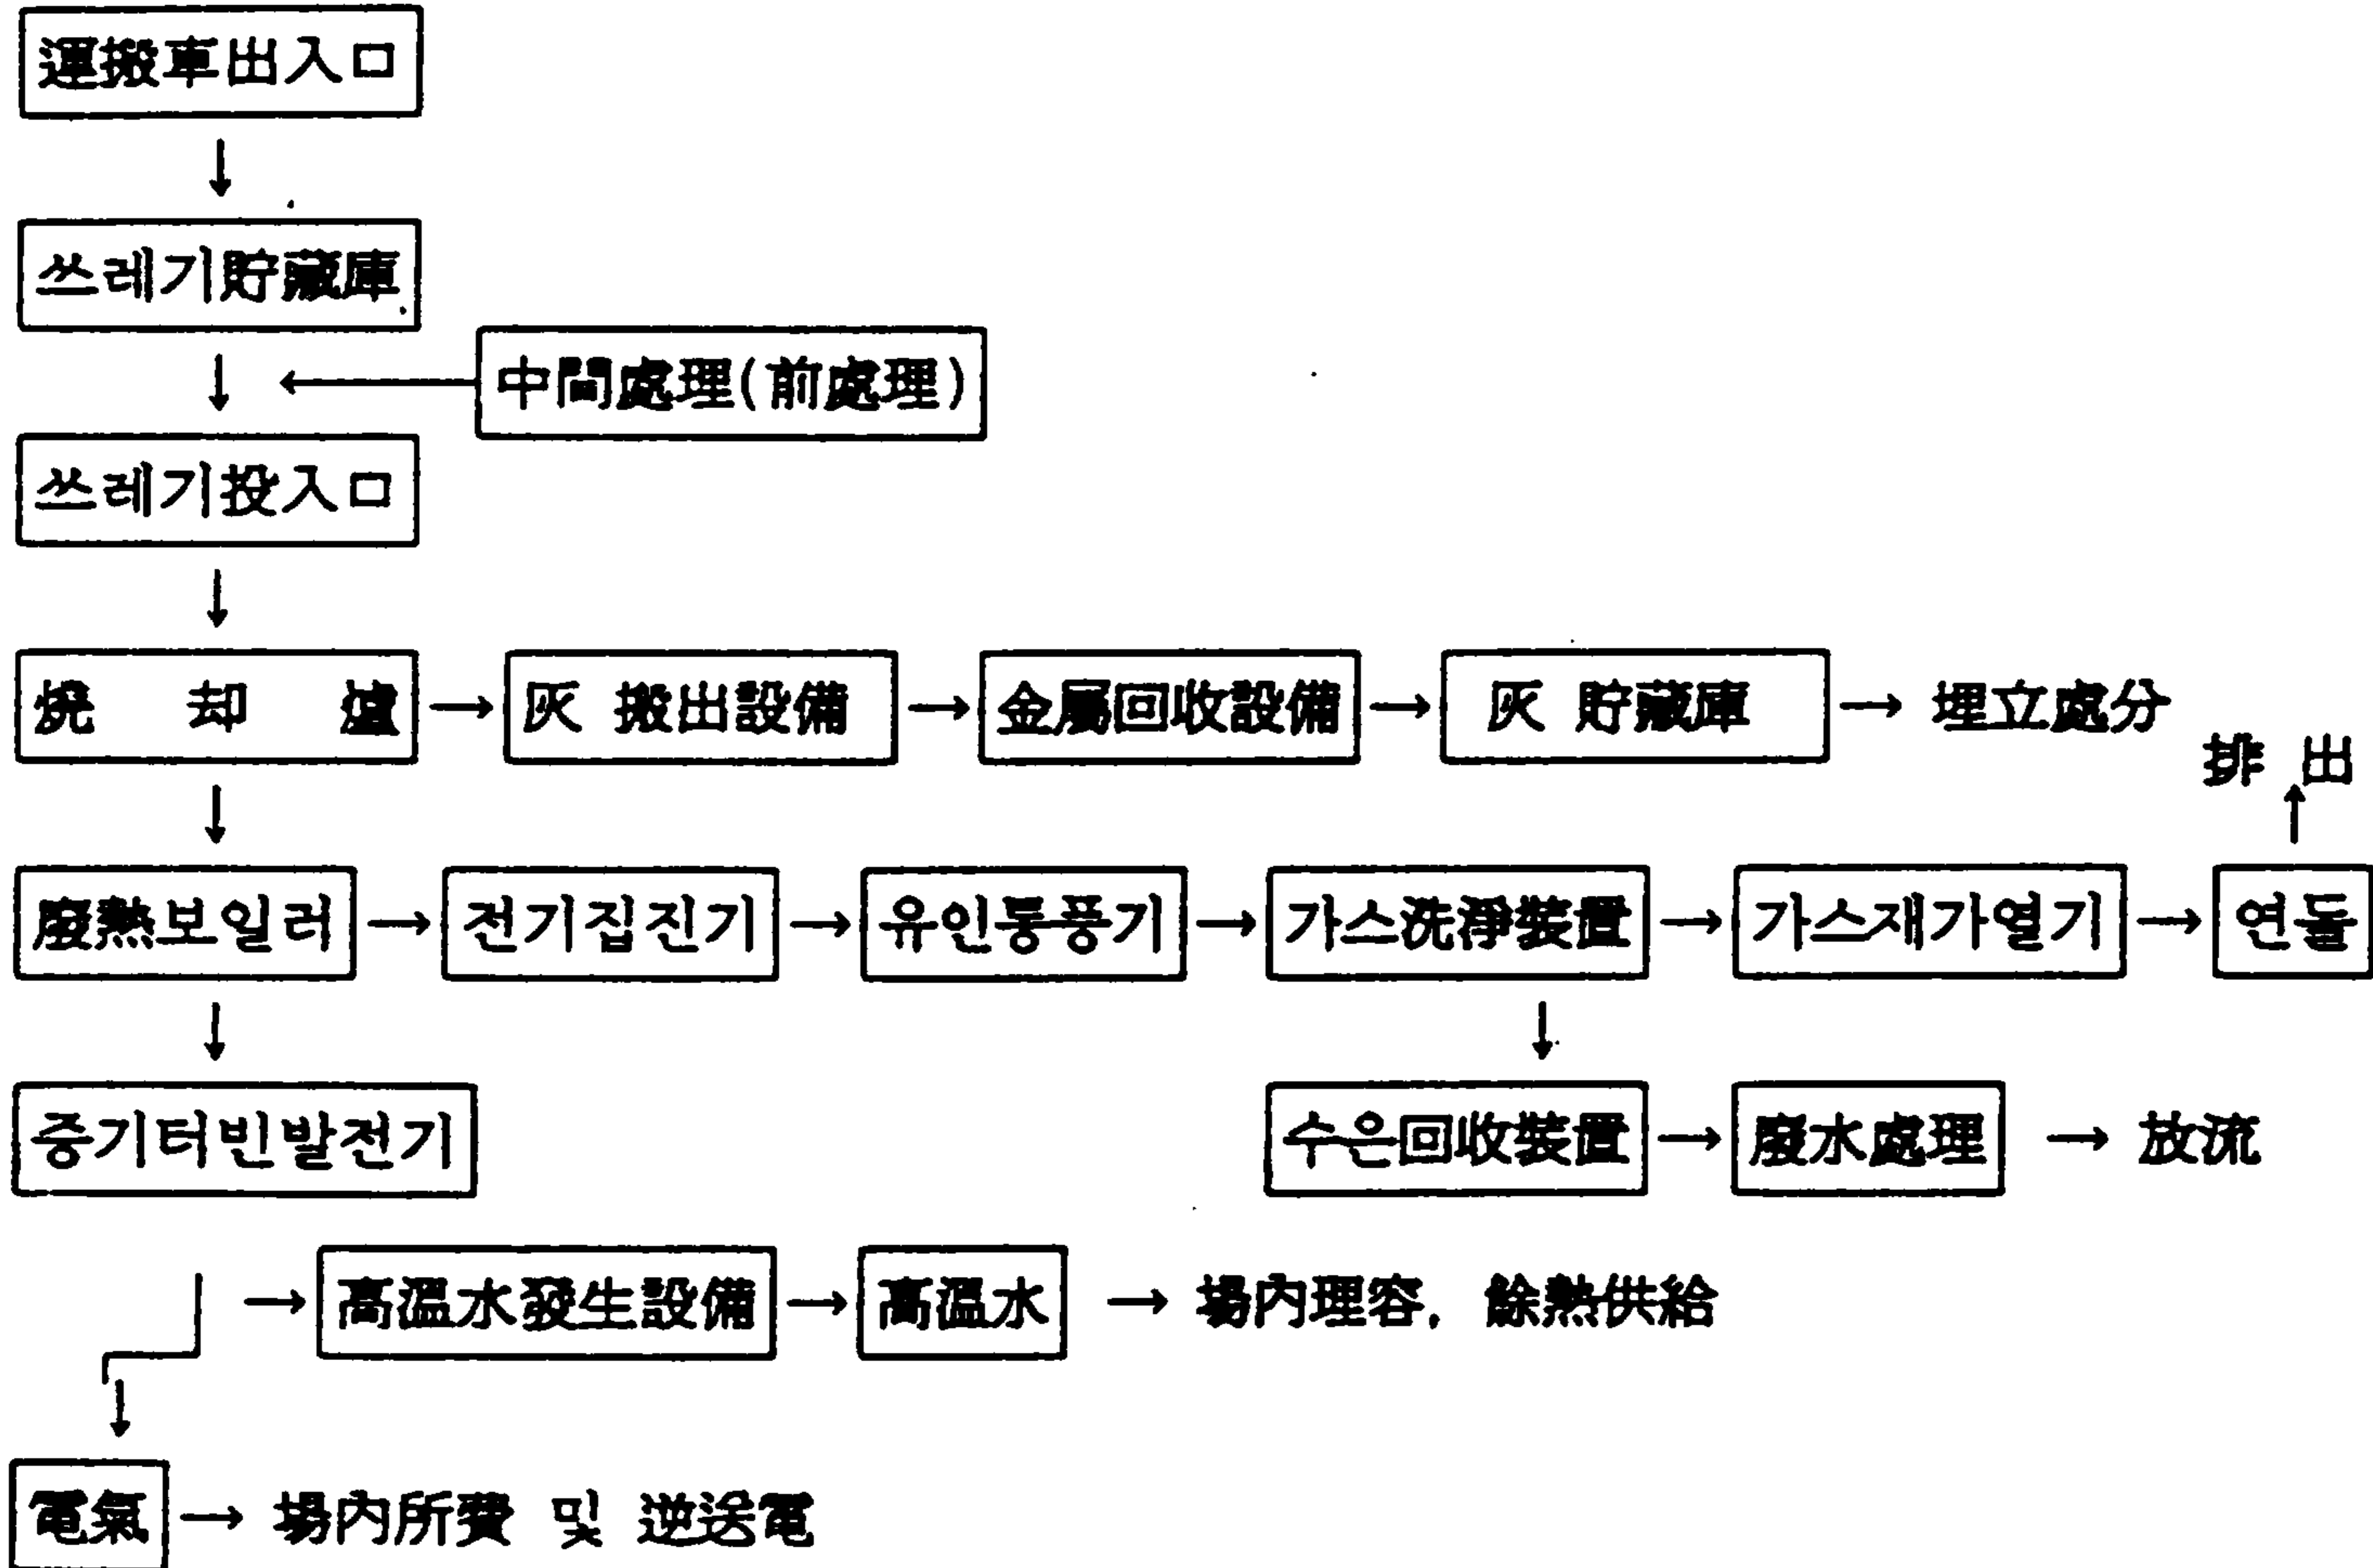 運搬車出入口
↓
쓰레기貯藏庫
↓ ← 中間處理(前處理)
쓰레기投入口
↓
燒 却 爐 → 灰 搬出設備 → 金屬回收設備 → 灰 貯藏庫 → 埋立處分
排 出
↓ ↑
廢熱보일러 → 전기집진기 → 유인통풍기 → 가스洗淨裝置 → 가스재가열기 → 연돌
↓ ↓
증기터빈발전기 수은回收裝置 → 廢水處理 → 放流
→ 高溫水發生設備 → 高溫水 → 場內理容, 餘熱供給
↓
電氣 → 場內所費 및 逆送電